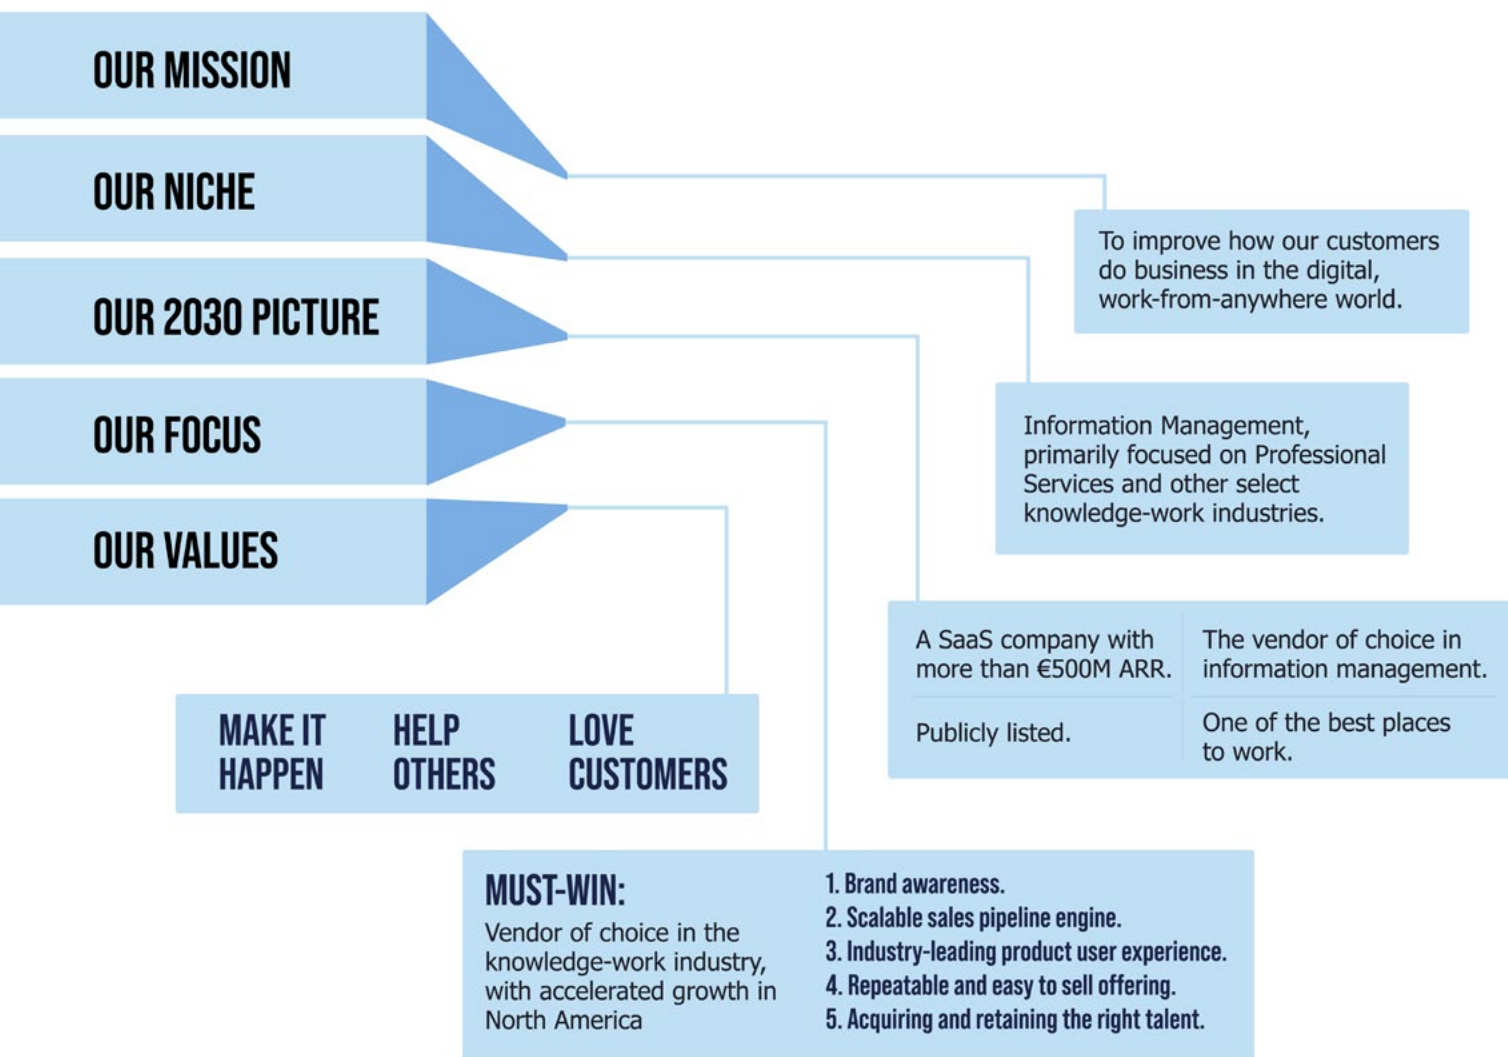 OUR MISSION
OUR NICHE
OUR 2030 PICTURE
OUR FOCUS
OUR VALUES
To improve how our customers
do business in the digital,
work-from-anywhere world.
Information Management,
primarily focused on Professional
Services and other select
knowledge-work industries.
A SaaS company with
more than €500M ARR.
The vendor of choice in
information management.
Publicly listed.
One of the best places
to work.
MAKE IT
HAPPEN
HELP
OTHERS
LOVE
CUSTOMERS
MUST-WIN:
Vendor of choice in the
knowledge-work industry,
with accelerated growth in
North America
1. Brand awareness.
2. Scalable sales pipeline engine.
3. Industry-leading product user experience.
4. Repeatable and easy to sell offering.
5. Acquiring and retaining the right talent.